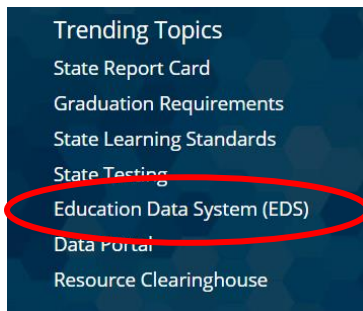 Trending Topics
State Report Card
Graduation Requirements
State Learning Standards
State Testing
Education Data System (EDS)
Data Portal
Resource Clearinghouse